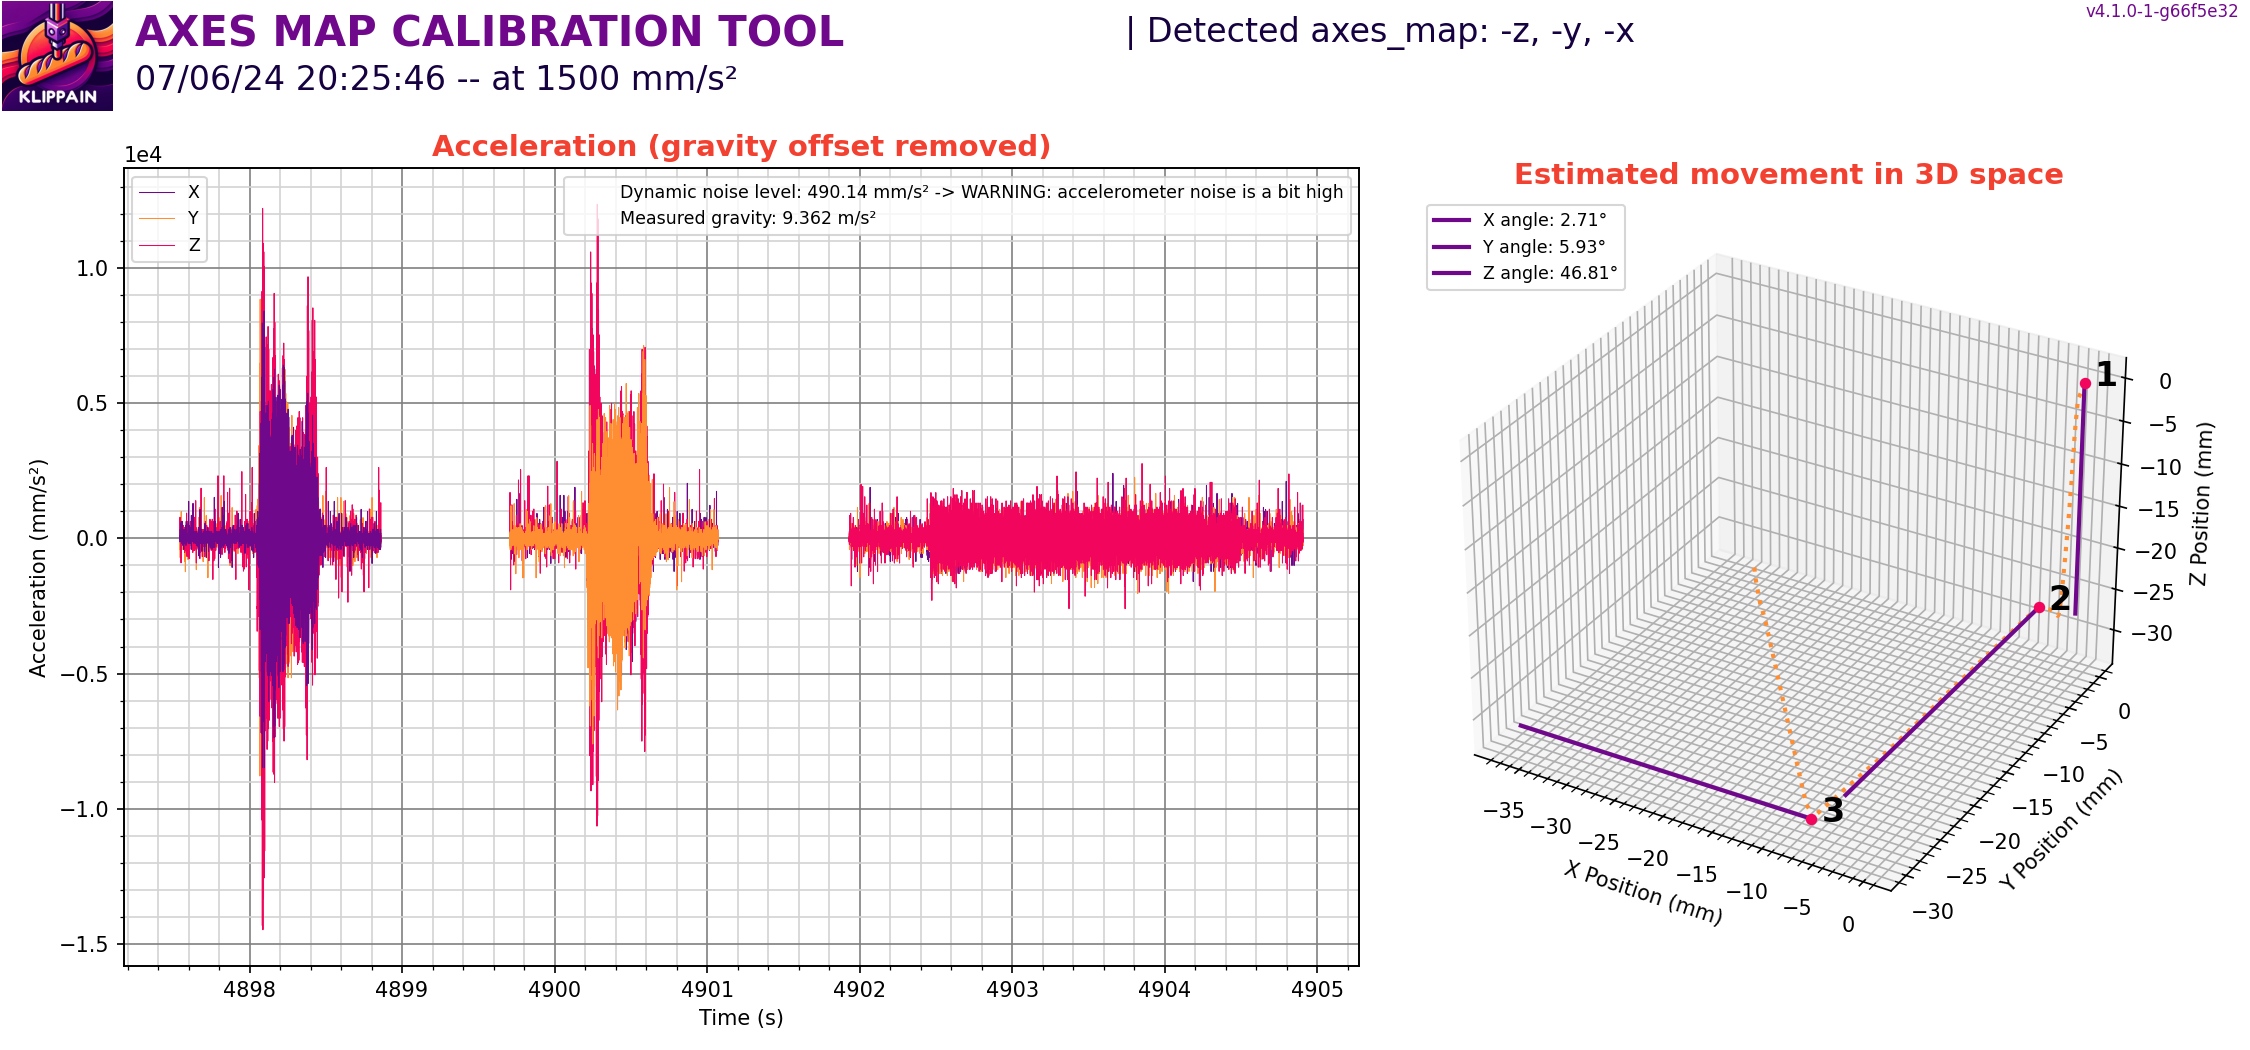 AXES MAP CALIBRATION TOOL
| Detected axes_map: -z, -y, -x
v4.1.0-1-g66f5e32
07/06/24 20:25:46 -- at 1500 mm/s²
KLIPPAIN
Acceleration (gravity offset removed)
1e4
X
Y
Z
Dynamic noise level: 490.14 mm/s² -> WARNING: accelerometer noise is a bit high
Measured gravity: 9.362 m/s²
1.0
0.5
0.0
−0.5
−1.0
−1.5
Acceleration (mm/s²)
4898 4899 4900 4901 4902 4903 4904 4905
Time (s)
Estimated movement in 3D space
X angle: 2.71°
Y angle: 5.93°
Z angle: 46.81°
1
2
3
0
−5
−10
−15
−20
−25
−30
Z Position (mm)
0
−5
−10
−15
−20
−25
−30
Y Position (mm)
−35
−30
−25
−20
−15
−10
−5
0
X Position (mm)